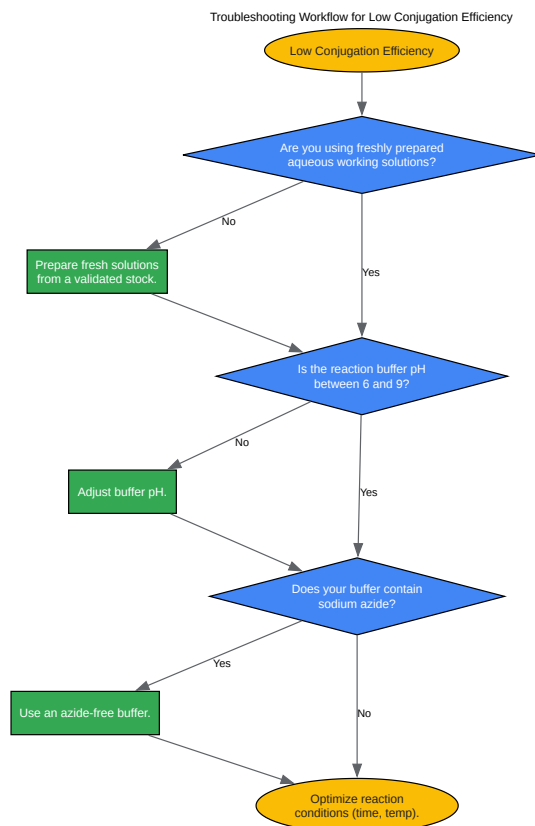 Troubleshooting Workflow for Low Conjugation Efficiency
Low Conjugation Efficiency
Are you using freshly prepared
aqueous working solutions?
No
Prepare fresh solutions
from a validated stock.
Yes
Is the reaction buffer pH
between 6 and 9?
No
Adjust buffer pH.
Yes
Does your buffer contain
sodium azide?
Yes
Use an azide-free buffer.
No
Optimize reaction
conditions (time, temp).